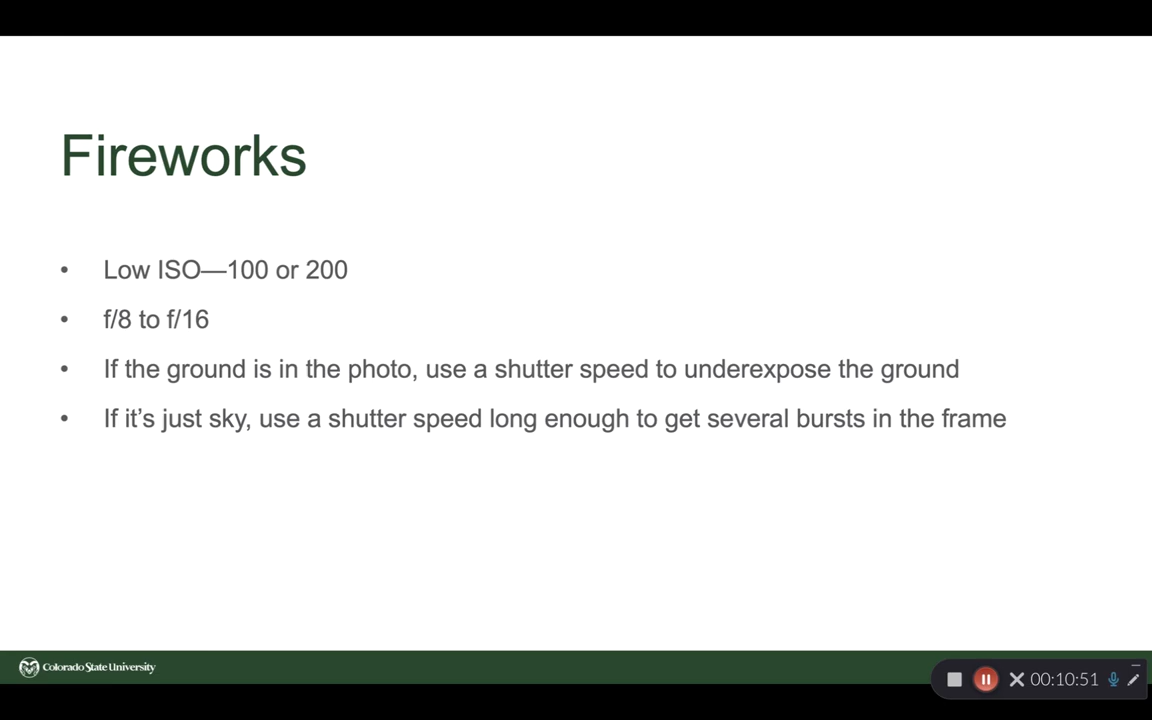 Fireworks
• Low ISO—100 or 200
• f/8 to f/16
• If the ground is in the photo, use a shutter speed to underexpose the ground
• If it’s just sky, use a shutter speed long enough to get several bursts in the frame
Colorado State University
00:10:51